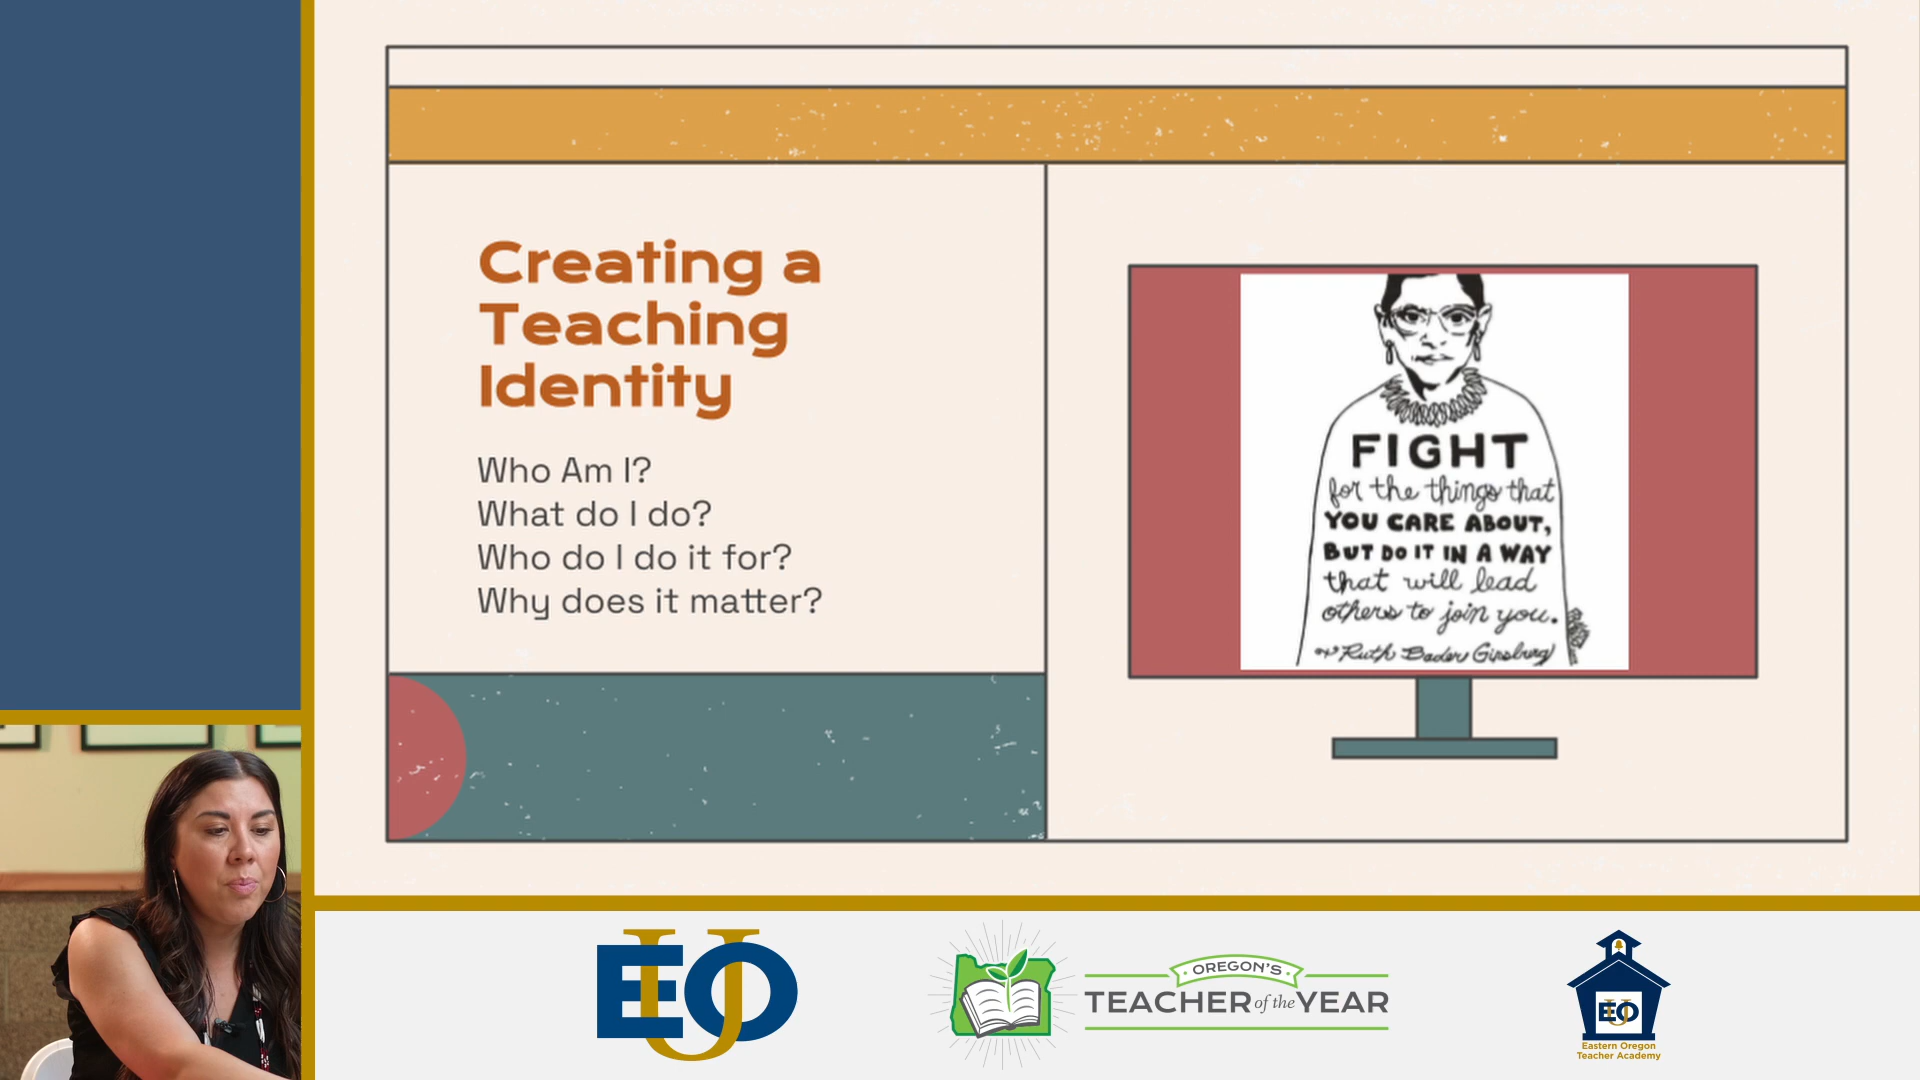 Creating a
Teaching
Identity
Who Am I?
What do I do?
Who do I do it for?
Why does it matter?
FIGHT
for the things that
YOU CARE ABOUT,
BUT DO IT IN A WAY
that will lead
others to join you.
Ruth Bader Ginsburg
EOU
OREGON'S
TEACHER of the YEAR
EOU
Eastern Oregon
Teacher Academy